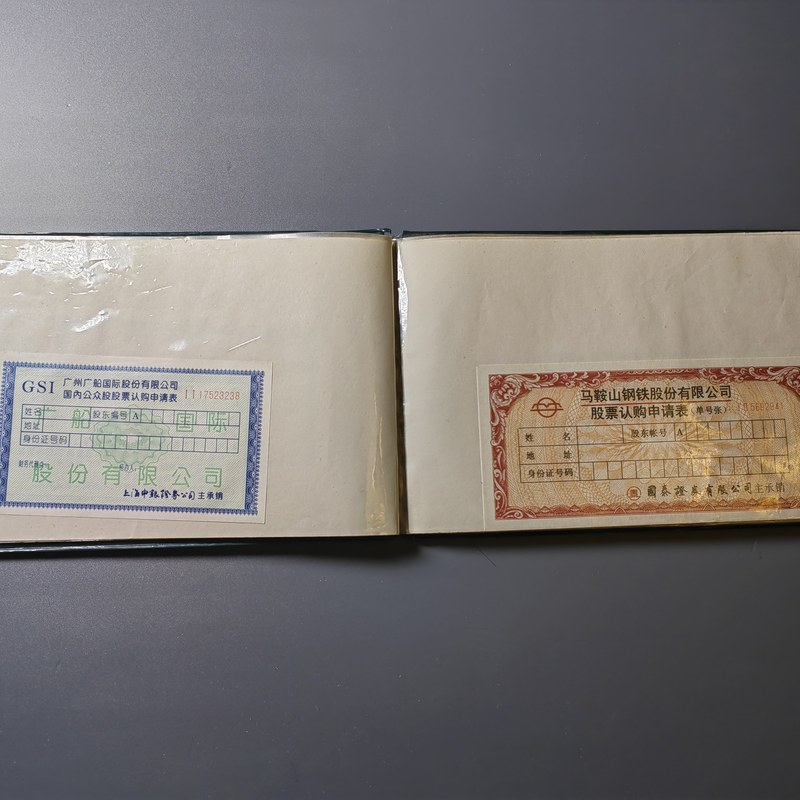 GSI 广州广船国际股份有限公司
国内公众股股票认购申请表 1117523238
姓名 股东编号 A
地址
身份证号码
广船国际
股份有限公司
上海申银證券公司主承销
马鞍山钢铁股份有限公司
股票认购申请表(单号张)
姓名 股东帐号 A
地址
身份证号码
国 國泰證券有限公司主承销